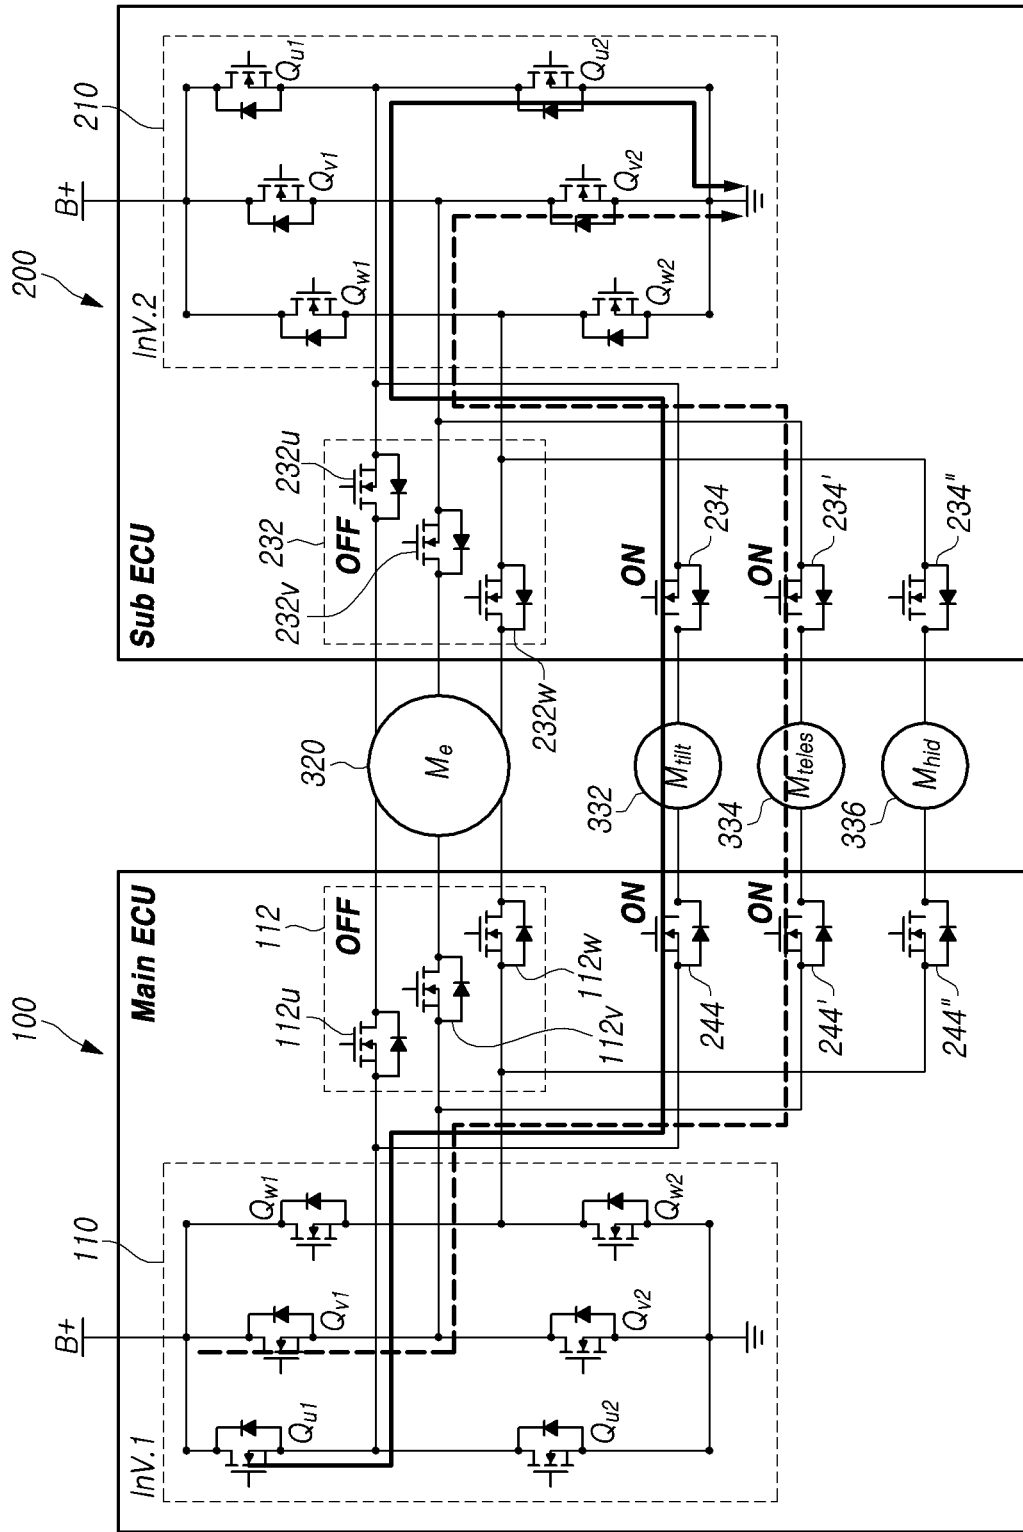 100
200
Main ECU
Sub ECU
B+
B+
110
210
InV.1
InV.2
Qu1
Qv1
Qw1
Qu2
Qv2
Qw2
Qw1
Qv1
Qu1
Qw2
Qv2
Qu2
112
OFF
112u
112v
112w
320
Me
232
OFF
232u
232v
232w
ON
244
332
Mtilt
ON
234
ON
244'
334
Mteles
ON
234'
244"
336
Mhid
234"